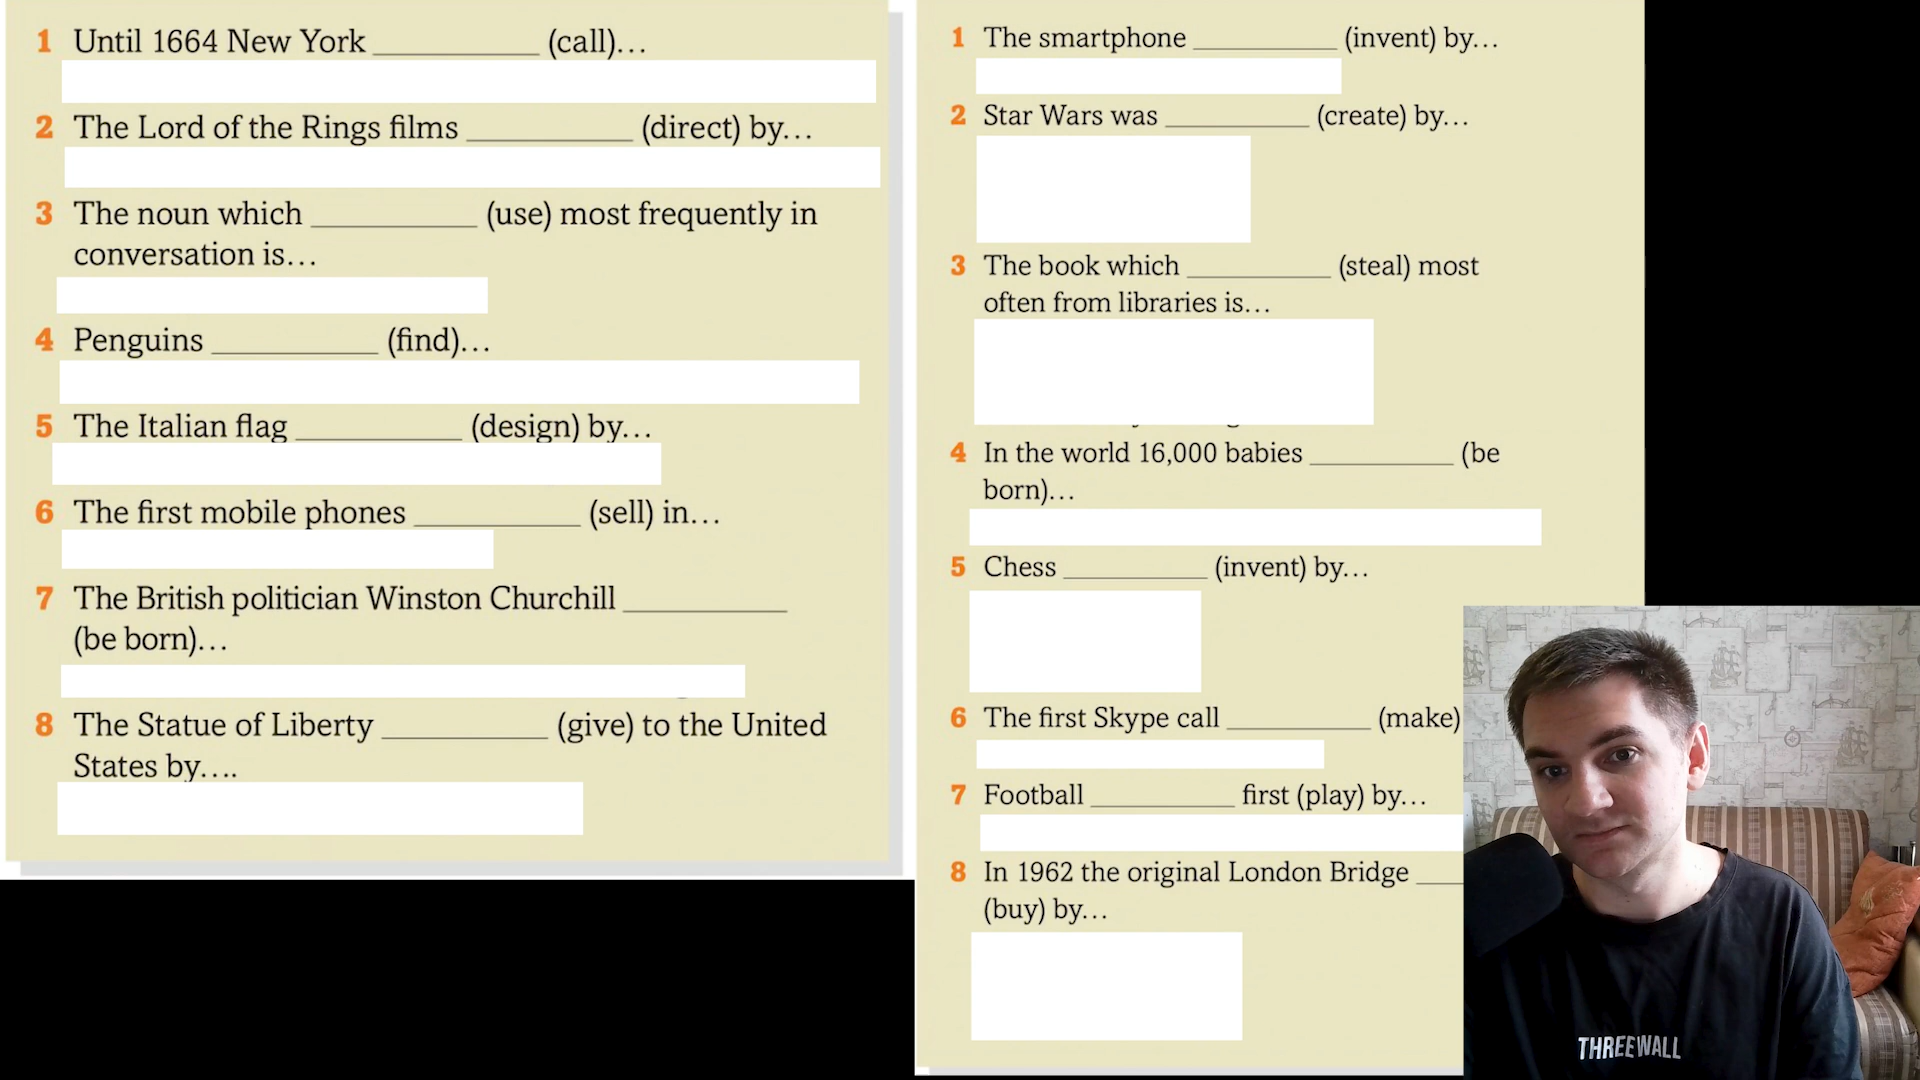 1 Until 1664 New York __________ (call)…
2 The Lord of the Rings films __________ (direct) by…
3 The noun which __________ (use) most frequently in
conversation is…
4 Penguins __________ (find)…
5 The Italian flag __________ (design) by…
6 The first mobile phones __________ (sell) in…
7 The British politician Winston Churchill __________
(be born)…
8 The Statue of Liberty __________ (give) to the United
States by….
1 The smartphone __________ (invent) by…
2 Star Wars was __________ (create) by…
3 The book which __________ (steal) most
often from libraries is…
4 In the world 16,000 babies __________ (be
born)…
5 Chess __________ (invent) by…
6 The first Skype call __________ (make)
7 Football __________ first (play) by…
8 In 1962 the original London Bridge ___
(buy) by…
THREEWALL